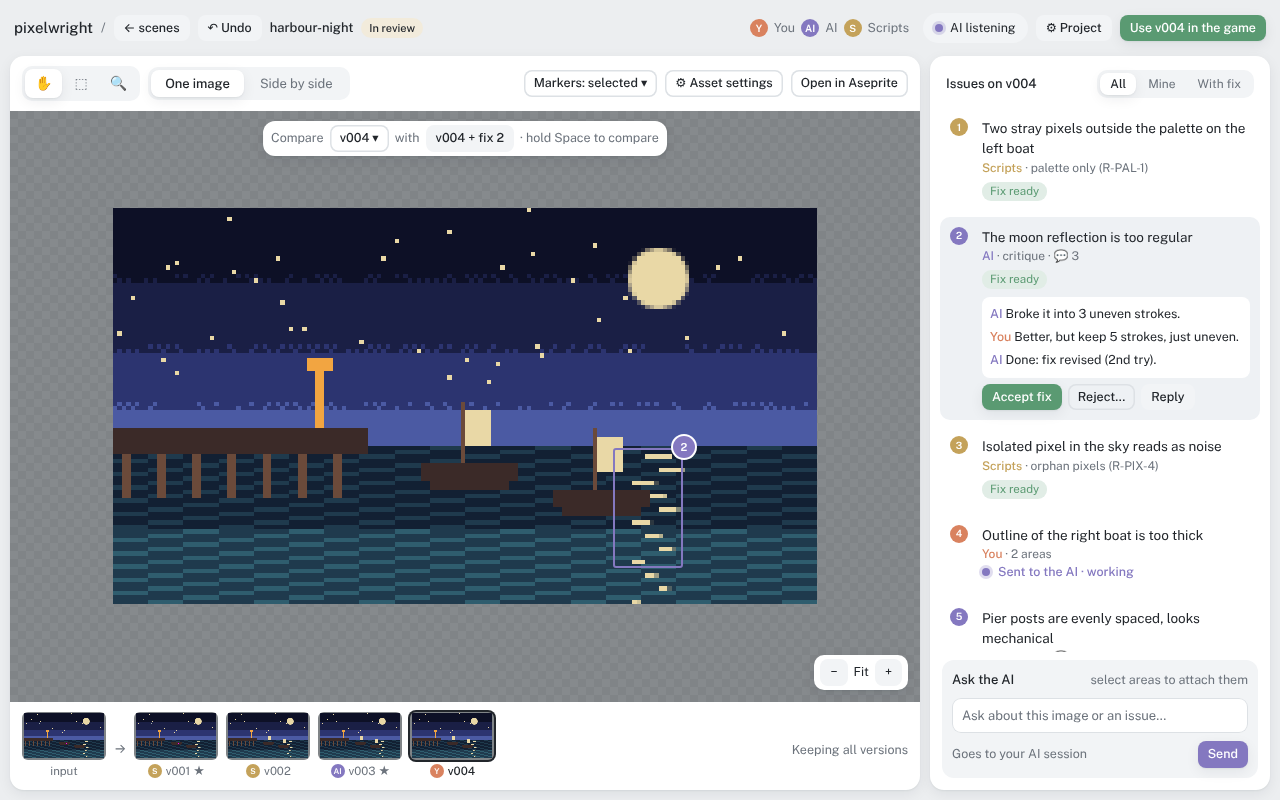 pixelwright / ← scenes ↶ Undo harbour-night In review
Y You AI AI S Scripts AI listening ⚙ Project Use v004 in the game
✋ ⬚ 🔍 One image Side by side
Markers: selected ▾ ⚙ Asset settings Open in Aseprite
Compare v004 ▾ with v004 + fix 2 · hold Space to compare
2
− Fit +
input → S v001 ★ S v002 AI v003 ★ Y v004
Keeping all versions
Issues on v004 All Mine With fix
1 Two stray pixels outside the palette on the
left boat
Scripts · palette only (R-PAL-1)
Fix ready
2 The moon reflection is too regular
AI · critique · 💬 3
Fix ready
AI Broke it into 3 uneven strokes.
You Better, but keep 5 strokes, just uneven.
AI Done: fix revised (2nd try).
Accept fix Reject... Reply
3 Isolated pixel in the sky reads as noise
Scripts · orphan pixels (R-PIX-4)
Fix ready
4 Outline of the right boat is too thick
You · 2 areas
Sent to the AI · working
5 Pier posts are evenly spaced, looks
mechanical
Ask the AI select areas to attach them
Ask about this image or an issue...
Goes to your AI session Send